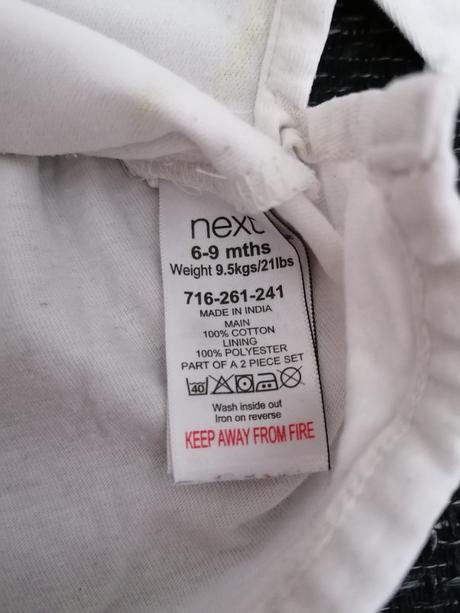 next
6-9 mths
Weight 9.5kgs/21lbs
716-261-241
MADE IN INDIA
MAIN
100% COTTON
LINING
100% POLYESTER
PART OF A 2 PIECE SET
40
Wash inside out
Iron on reverse
KEEP AWAY FROM FIRE